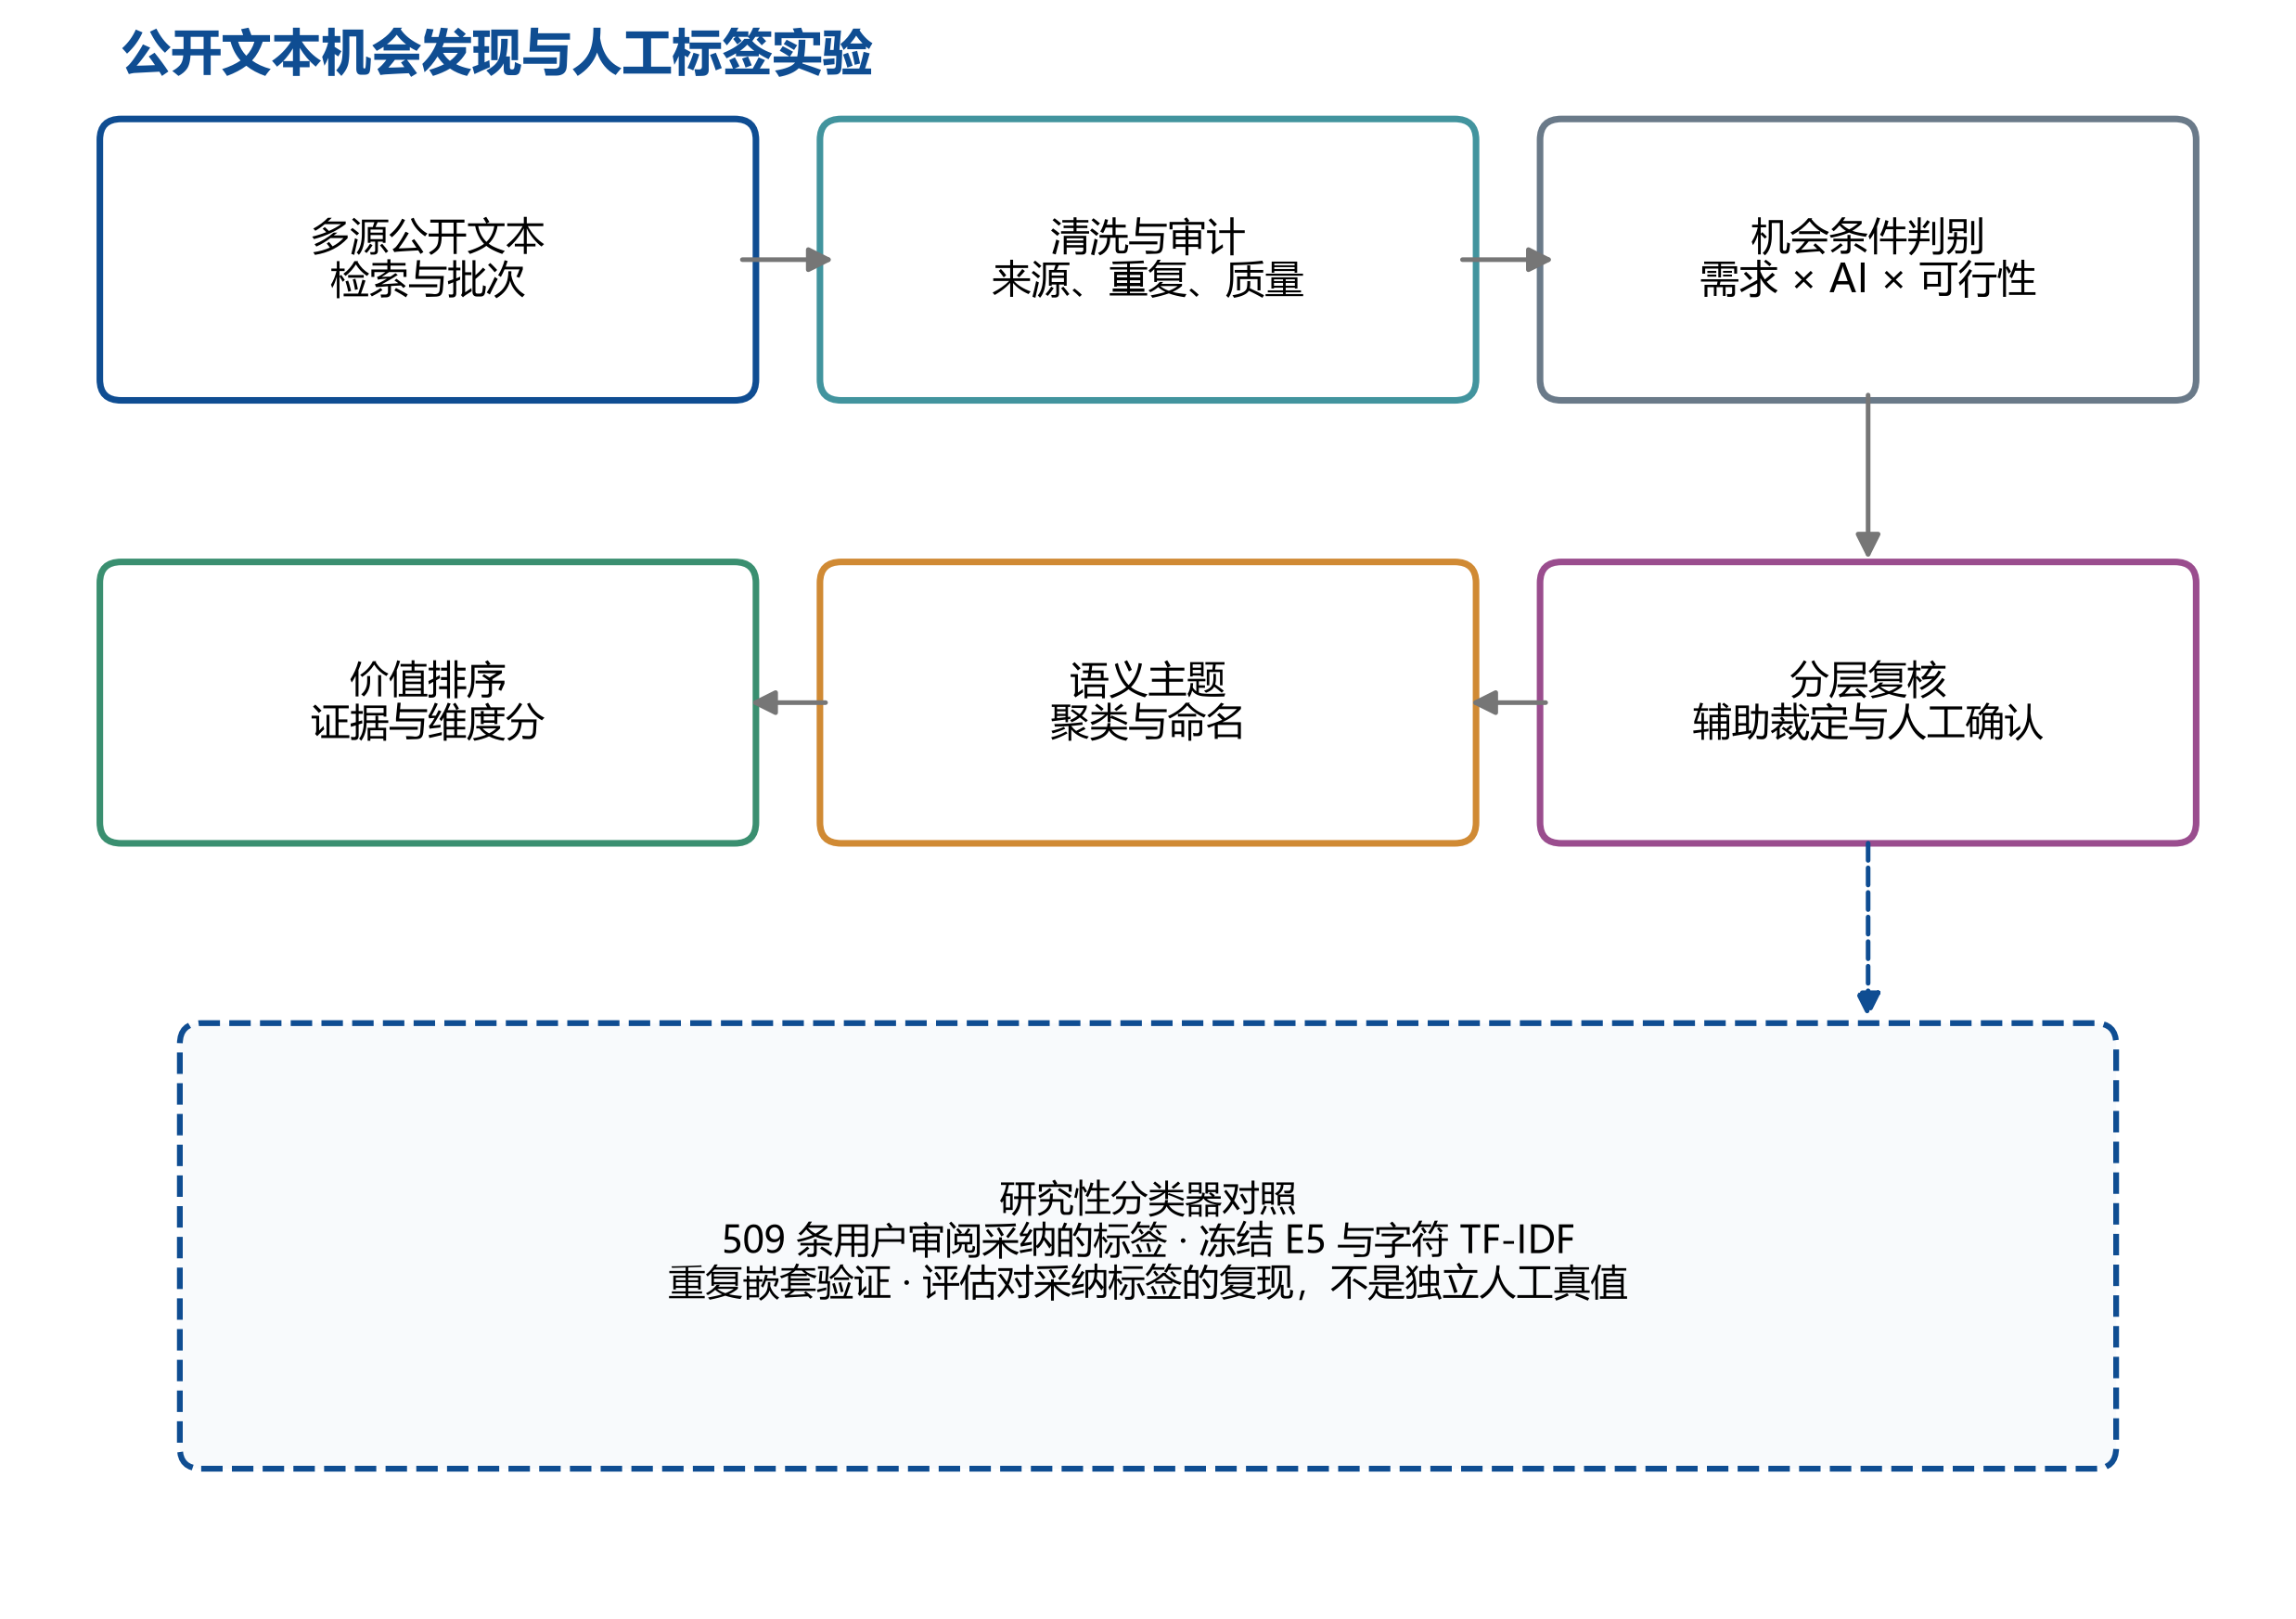 公开文本机会发现与人工标签实验
多源公开文本
检索与批次
清洗与审计
来源、重复、质量
机会条件判别
需求 × AI × 可行性
价值排序
证据与维度分
语义主题
聚类与命名
分层复核
辅助裁定与人工确认
研究性分类器对照
509 条用户审阅采纳的标签 · 冻结 E5 与字符 TF-IDF
重复嵌套验证 · 评估对采纳标签的复现，不是独立人工真值